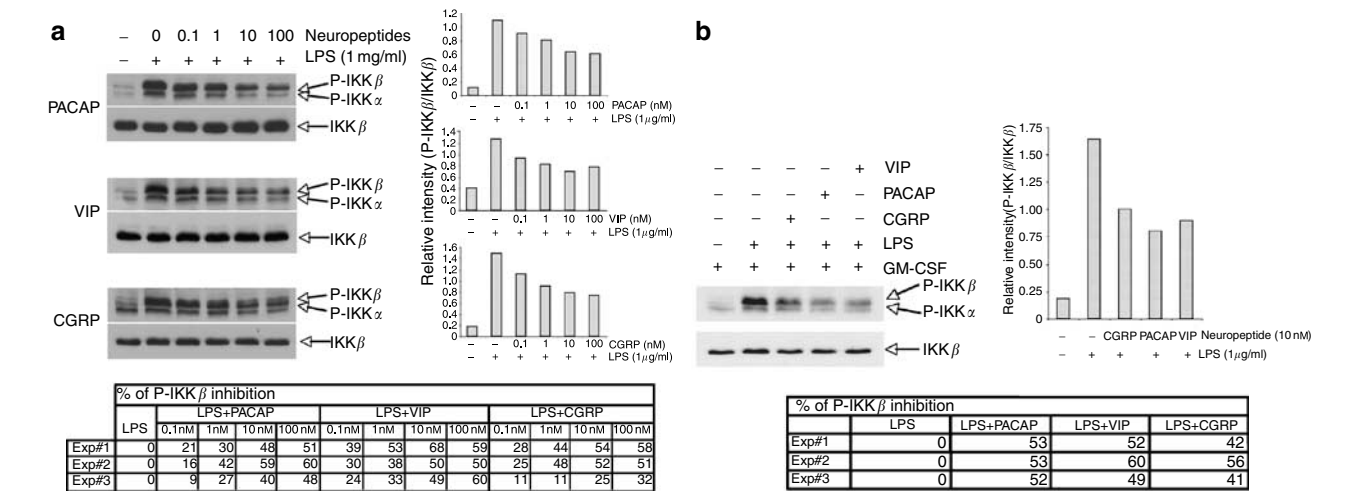 a
– 0 0.1 1 10 100 Neuropeptides
– + + + + + LPS (1 mg/ml)
PACAP
P-IKKβ
P-IKKα
IKKβ
VIP
P-IKKβ
P-IKKα
IKKβ
CGRP
P-IKKβ
P-IKKα
IKKβ
Relative intensity (P-IKKβ/IKKβ)
1.2
1.0
0.8
0.6
0.4
0.2
0
– – 0.1 1 10 100 PACAP (nM)
– + + + + + LPS (1μg/ml)
1.4
1.2
1.0
0.8
0.6
0.4
0.2
0
– – 0.1 1 10 100 VIP (nM)
– + + + + + LPS (1μg/ml)
1.6
1.4
1.2
1.0
0.8
0.6
0.4
0.2
0
– – 0.1 1 10 100 CGRP (nM)
– + + + + + LPS (1μg/ml)
% of P-IKKβ inhibition
LPS LPS+PACAP LPS+VIP LPS+CGRP
0.1nM 1nM 10nM 100nM 0.1nM 1nM 10nM 100nM 0.1nM 1nM 10nM 100nM
Exp#1 0 21 30 48 51 39 53 68 59 28 44 54 58
Exp#2 0 16 42 59 60 30 38 50 50 25 48 52 51
Exp#3 0 9 27 40 48 24 33 49 60 11 11 25 32
b
– – – – + VIP
– – – + – PACAP
– – + – – CGRP
– + + + + LPS
+ + + + + GM-CSF
P-IKKβ
P-IKKα
IKKβ
Relative intensity(P-IKKβ/IKKβ)
1.75
1.50
1.25
1.00
0.75
0.50
0.25
0
– – CGRP PACAP VIP Neuropeptide (10 nM)
– + + + + LPS (1μg/ml)
% of P-IKKβ inhibition
LPS LPS+PACAP LPS+VIP LPS+CGRP
Exp#1 0 53 52 42
Exp#2 0 53 60 56
Exp#3 0 52 49 41